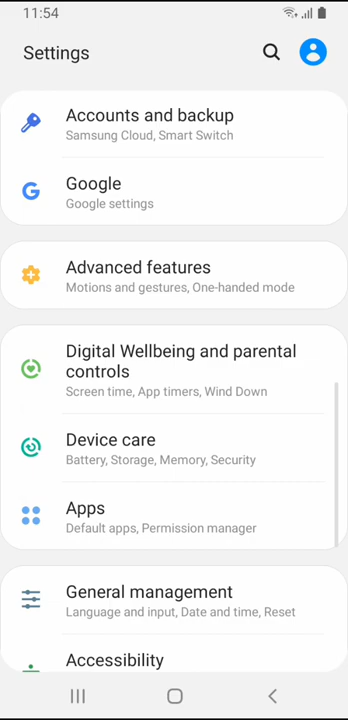 11:54
Settings
Accounts and backup
Samsung Cloud, Smart Switch
Google
Google settings
Advanced features
Motions and gestures, One-handed mode
Digital Wellbeing and parental
controls
Screen time, App timers, Wind Down
Device care
Battery, Storage, Memory, Security
Apps
Default apps, Permission manager
General management
Language and input, Date and time, Reset
Accessibility